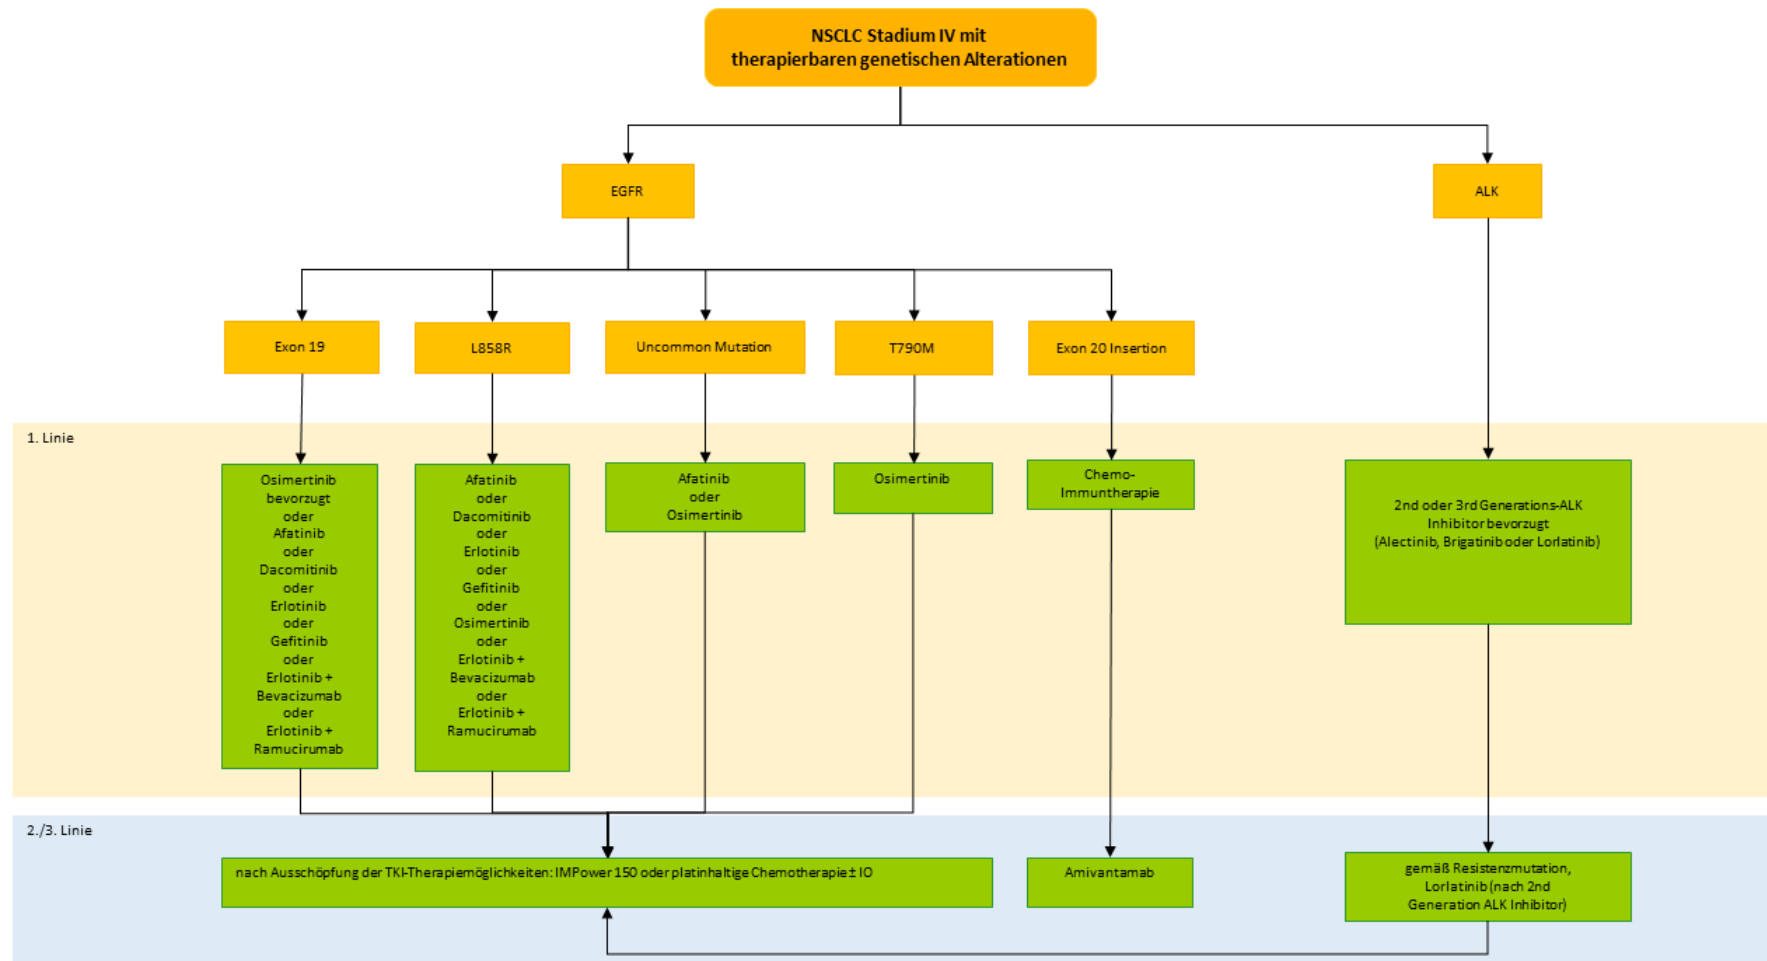 NSCLC Stadium IV mit
therapierbaren genetischen Alterationen
EGFR
ALK
Exon 19
L858R
Uncommon Mutation
T790M
Exon 20 Insertion
1. Linie
Osimertinib
bevorzugt
oder
Afatinib
oder
Dacomitinib
oder
Erlotinib
oder
Gefitinib
oder
Erlotinib +
Bevacizumab
oder
Erlotinib +
Ramucirumab
Afatinib
oder
Dacomitinib
oder
Erlotinib
oder
Gefitinib
oder
Osimertinib
oder
Erlotinib +
Bevacizumab
oder
Erlotinib +
Ramucirumab
Afatinib
oder
Osimertinib
Osimertinib
Chemo-
Immuntherapie
2nd oder 3rd Generations-ALK
Inhibitor bevorzugt
(Alectinib, Brigatinib oder Lorlatinib)
2./3. Linie
nach Ausschöpfung der TKI-Therapiemöglichkeiten: IMPower 150 oder platinhaltige Chemotherapie ± IO
Amivantamab
gemäß Resistenzmutation,
Lorlatinib (nach 2nd
Generation ALK Inhibitor)